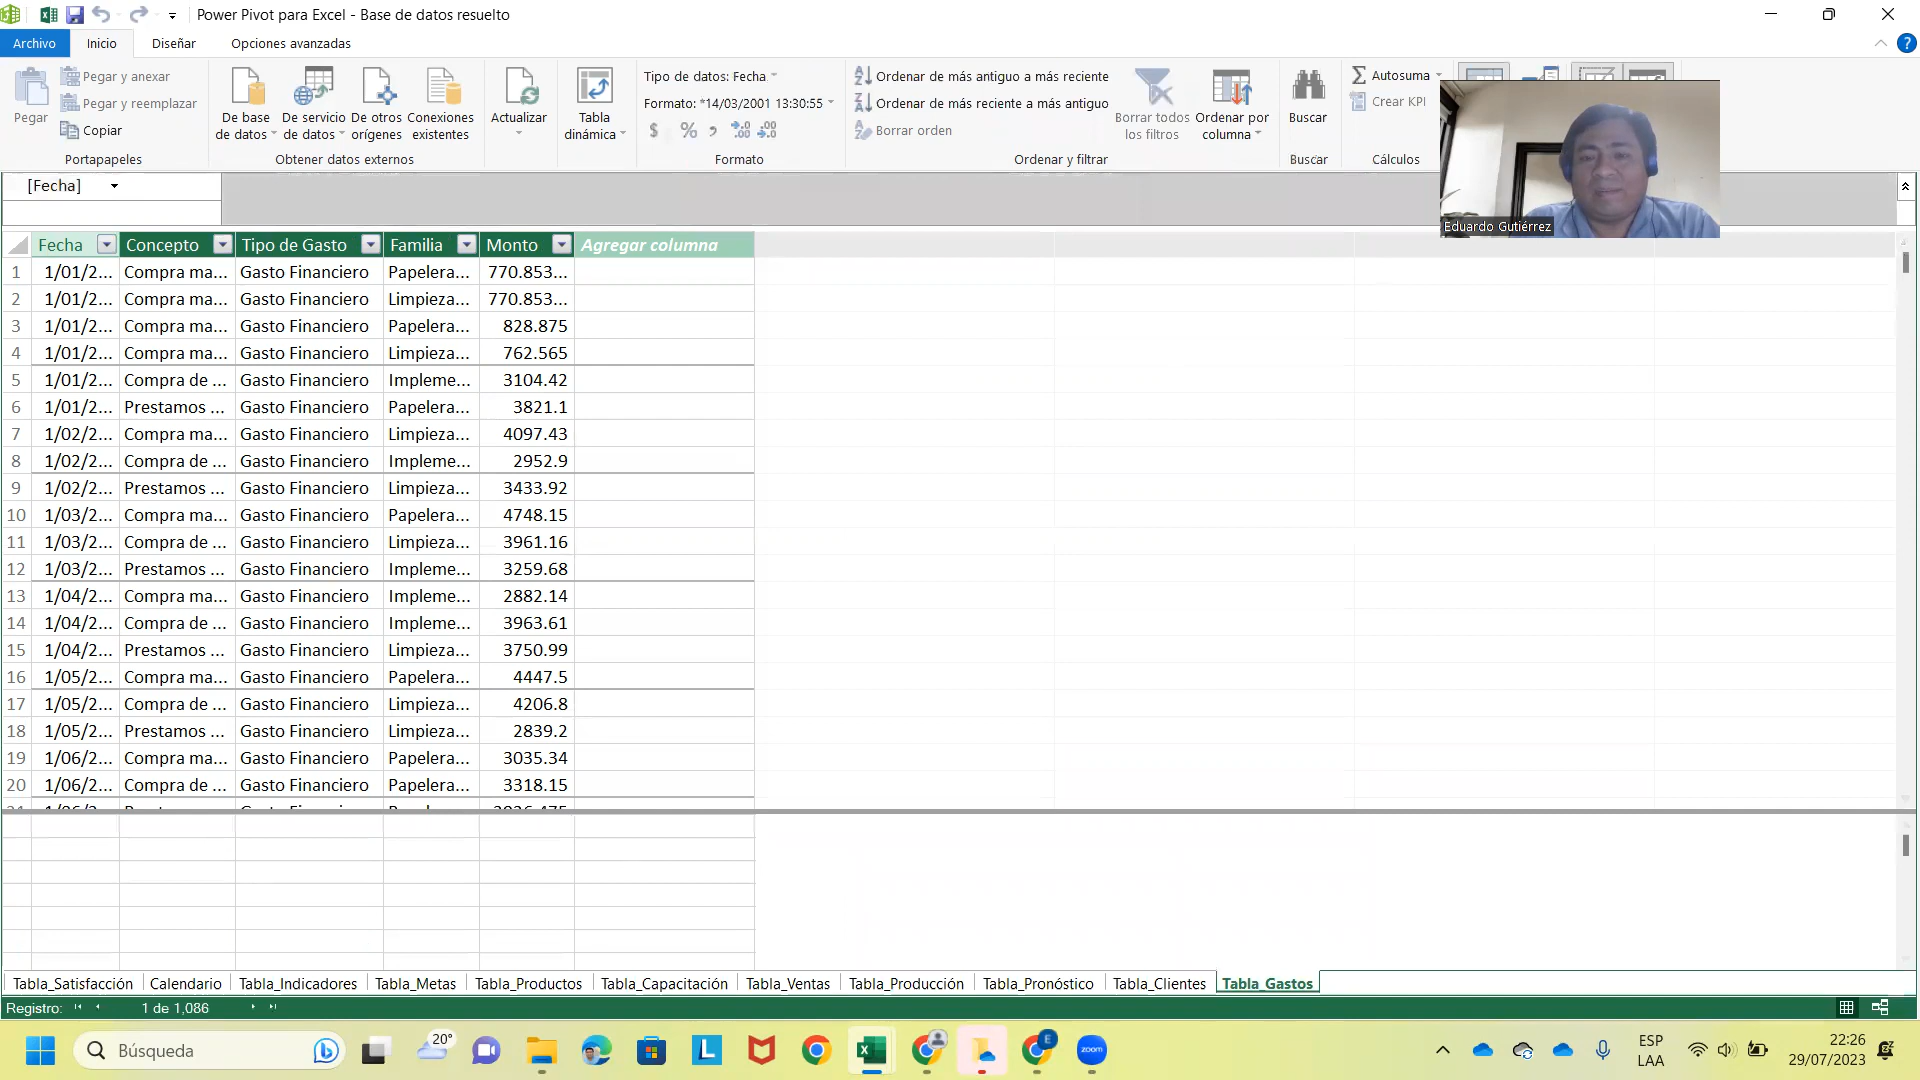 Power Pivot para Excel - Base de datos resuelto
Archivo
Inicio
Diseñar
Opciones avanzadas
Pegar
Pegar y anexar
Pegar y reemplazar
Copiar
Portapapeles
De base de datos
De servicio de datos
De otros orígenes
Conexiones existentes
Obtener datos externos
Actualizar
Tabla dinámica
Tipo de datos: Fecha
Formato: *14/03/2001 13:30:55
$ % ,
Formato
Ordenar de más antiguo a más reciente
Ordenar de más reciente a más antiguo
Borrar orden
Borrar todos los filtros
Ordenar por columna
Ordenar y filtrar
Buscar
Buscar
Autosuma
Crear KPI
Cálculos
Eduardo Gutiérrez
[Fecha]
Fecha Concepto Tipo de Gasto Familia Monto Agregar columna
1 1/01/2... Compra ma... Gasto Financiero Papelera... 770.853...
2 1/01/2... Compra ma... Gasto Financiero Limpieza... 770.853...
3 1/01/2... Compra ma... Gasto Financiero Papelera... 828.875
4 1/01/2... Compra ma... Gasto Financiero Limpieza... 762.565
5 1/01/2... Compra de ... Gasto Financiero Impleme... 3104.42
6 1/01/2... Prestamos ... Gasto Financiero Papelera... 3821.1
7 1/02/2... Compra ma... Gasto Financiero Limpieza... 4097.43
8 1/02/2... Compra de ... Gasto Financiero Impleme... 2952.9
9 1/02/2... Prestamos ... Gasto Financiero Limpieza... 3433.92
10 1/03/2... Compra ma... Gasto Financiero Papelera... 4748.15
11 1/03/2... Compra de ... Gasto Financiero Limpieza... 3961.16
12 1/03/2... Prestamos ... Gasto Financiero Impleme... 3259.68
13 1/04/2... Compra ma... Gasto Financiero Impleme... 2882.14
14 1/04/2... Compra de ... Gasto Financiero Impleme... 3963.61
15 1/04/2... Prestamos ... Gasto Financiero Limpieza... 3750.99
16 1/05/2... Compra ma... Gasto Financiero Papelera... 4447.5
17 1/05/2... Compra de ... Gasto Financiero Limpieza... 4206.8
18 1/05/2... Prestamos ... Gasto Financiero Limpieza... 2839.2
19 1/06/2... Compra ma... Gasto Financiero Papelera... 3035.34
20 1/06/2... Compra de ... Gasto Financiero Papelera... 3318.15
Tabla_Satisfacción Calendario Tabla_Indicadores Tabla_Metas Tabla_Productos Tabla_Capacitación Tabla_Ventas Tabla_Producción Tabla_Pronóstico Tabla_Clientes Tabla_Gastos
Registro: 1 de 1,086
Búsqueda
20°
zoom
ESP
LAA
22:26
29/07/2023